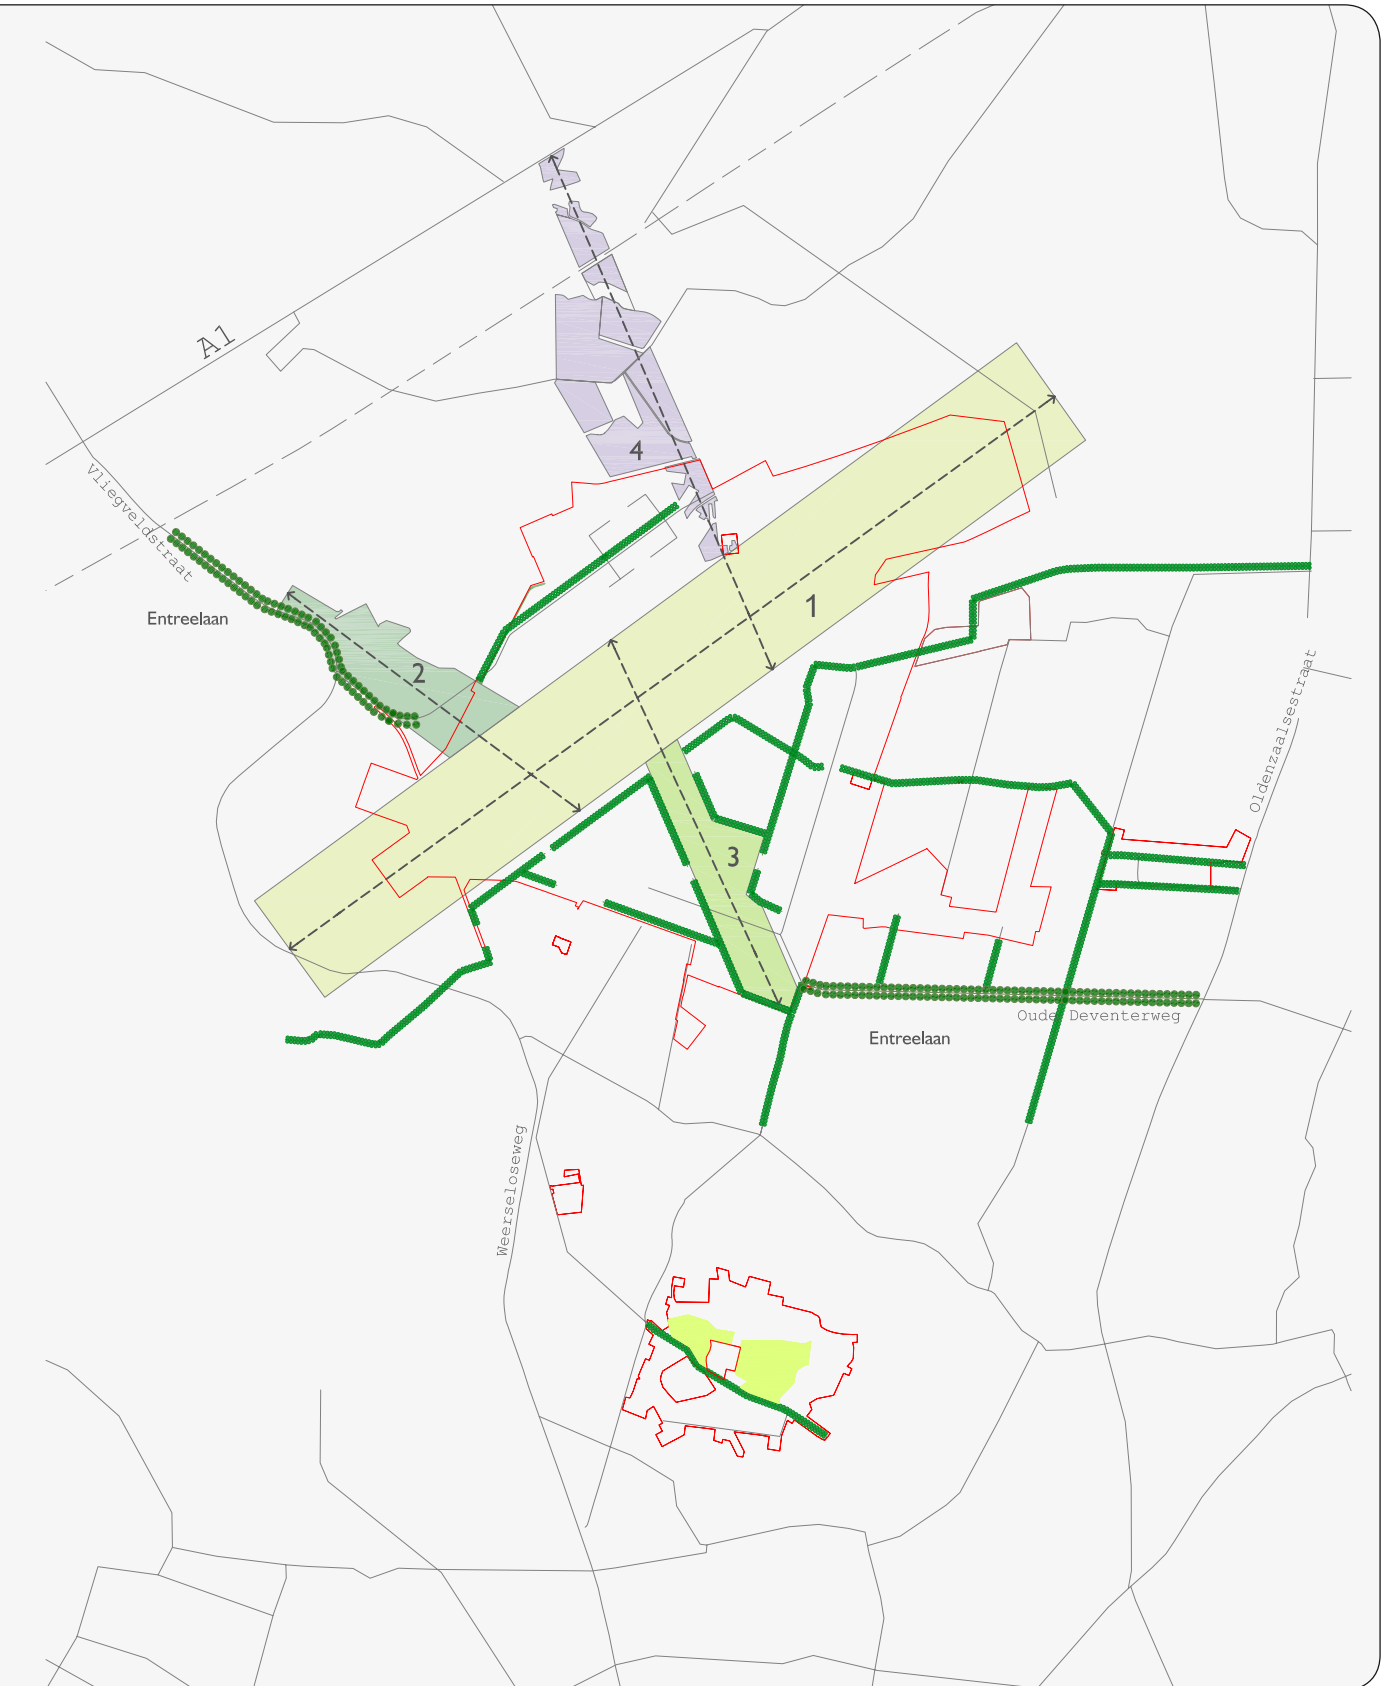 A1
4
Vliegveldstraat
1
Entreelaan
2
Oldenzaalsestraat
3
Oude Deventerweg
Entreelaan
Weerseloseweg